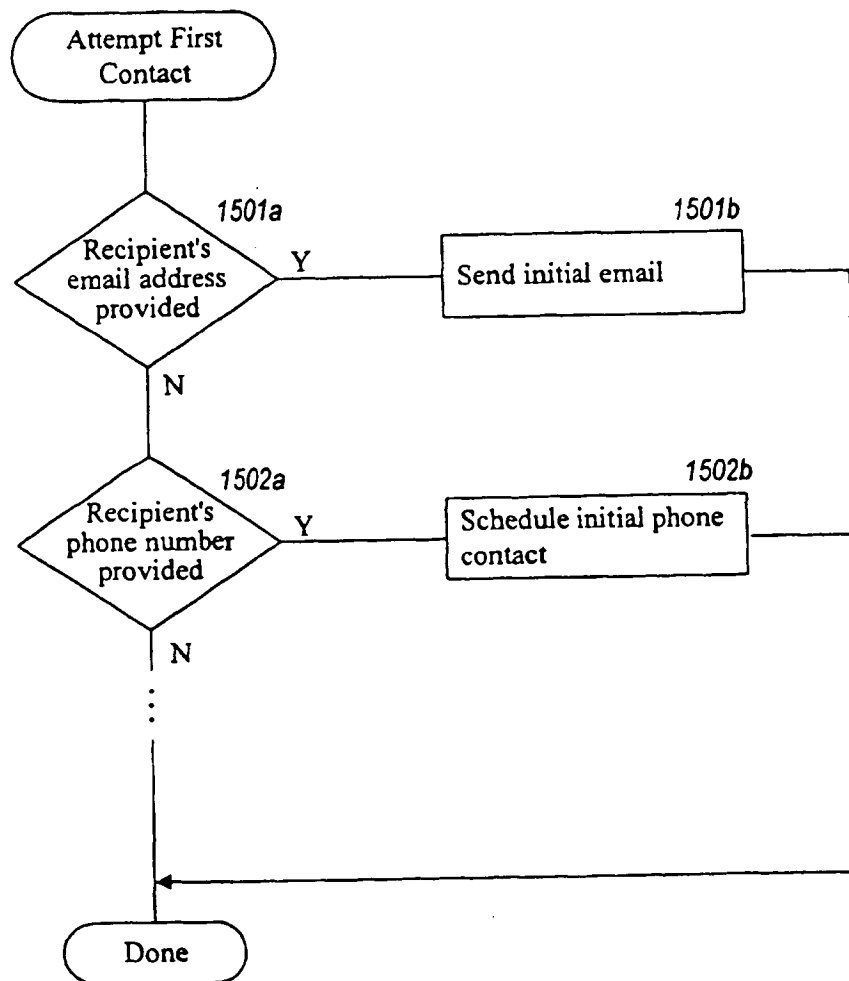 Attempt First
Contact
1501a
Recipient's
email address
provided
Y
1501b
Send initial email
N
1502a
Recipient's
phone number
provided
Y
1502b
Schedule initial phone
contact
N
Done